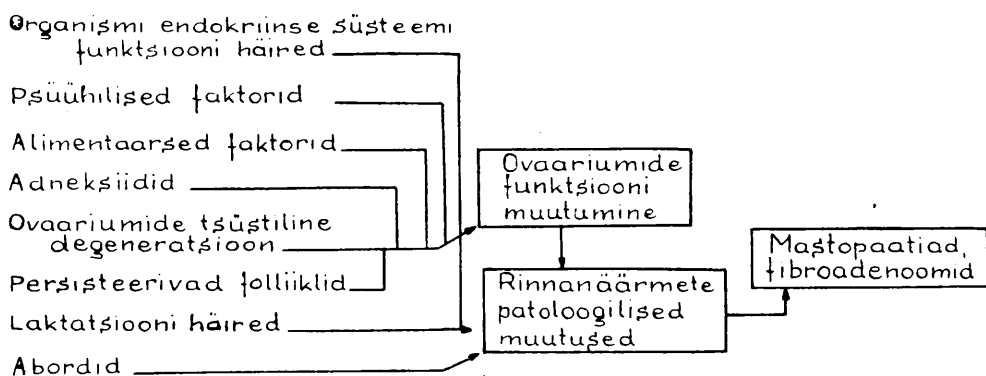 Organismi endokriinse süsteemi
funktsiooni häired
Psüühilised faktorid
Alimentaarsed faktorid
Adneksiidid
Ovaariumide tsüstiline
degeneratsioon
Persisteerivad folliiklid
Laktatsiooni häired
Abordid
Ovaariumide
funktsiooni
muutumine
Rinnanäärmete
patoloogilised
muutused
Mastopaatiad,
fibroadenoomid